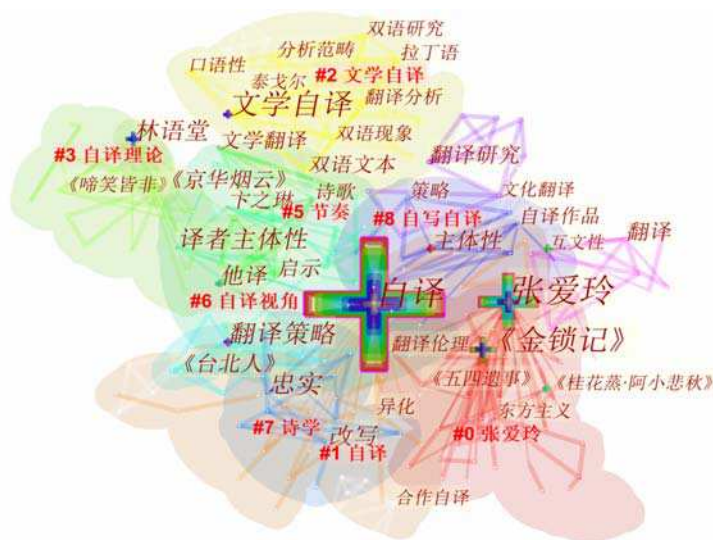 双语研究
分析范畴
拉丁语
口语性
泰戈尔
#2 文学自译
文学自译
翻译分析
林语堂
文学翻译
双语现象
#3 自译理论
双语文本
翻译研究
《啼笑皆非》
《京华烟云》
诗歌
策略
文化翻译
卞之琳
#5 节奏
#8 自写自译
自译作品
译者主体性
主体性
互文性
翻译
他译
启示
#6 自译视角
自译
张爱玲
翻译策略
翻译伦理
《金锁记》
《台北人》
忠实
《五四遗事》
《桂花蒸·阿小悲秋》
异化
东方主义
#7 诗学
改写
#0 张爱玲
#1 自译
合作自译